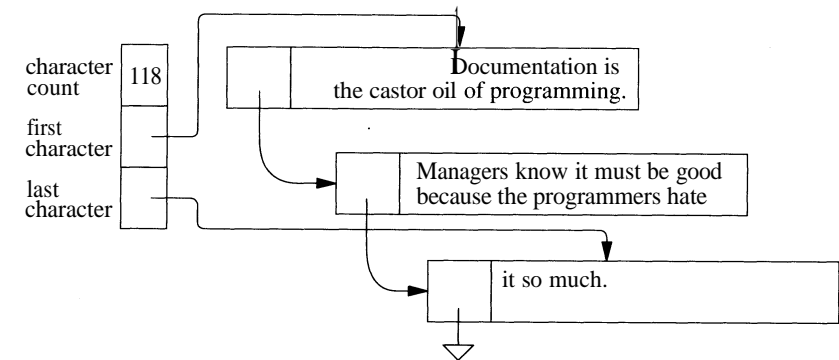 character
count
118
first
character
last
character
Documentation is
the castor oil of programming.
Managers know it must be good
because the programmers hate
it so much.